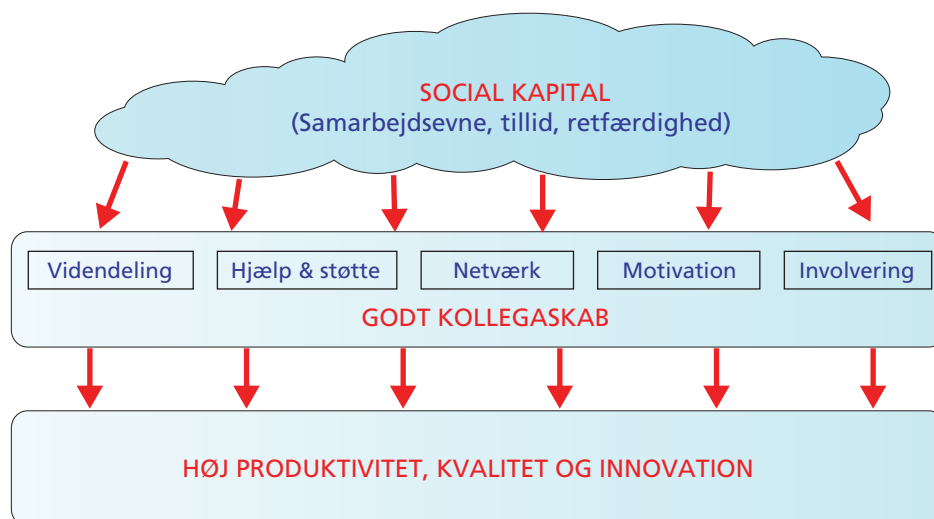 SOCIAL KAPITAL
(Samarbejdsevne, tillid, retfærdighed)
Videndeling
Hjælp & støtte
Netværk
Motivation
Involvering
GODT KOLLEGASKAB
HØJ PRODUKTIVITET, KVALITET OG INNOVATION